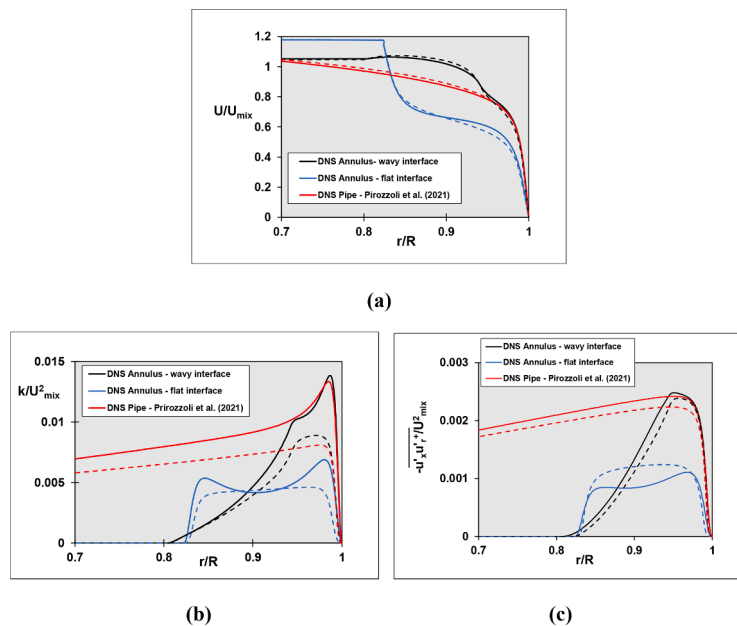 1.2
1
0.8
0.6
0.4
0.2
0
U/Umix
DNS Annulus- wavy interface
DNS Annulus - flat interface
DNS Pipe - Pirozzoli et al. (2021)
0.7 0.8 0.9 1
r/R
(a)
0.015
0.01
0.005
0
k/U²mix
DNS Annulus - wavy interface
DNS Annulus - flat interface
DNS Pipe - Prirozzoli et al. (2021)
0.7 0.8 0.9 1
r/R
(b)
0.003
0.002
0.001
0
-u'ₓu'ᵣ⁺/U²mix
DNS Annulus - wavy interface
DNS Annulus - flat interface
DNS Pipe - Pirozzoli et al. (2021)
0.7 0.8 0.9 1
r/R
(c)